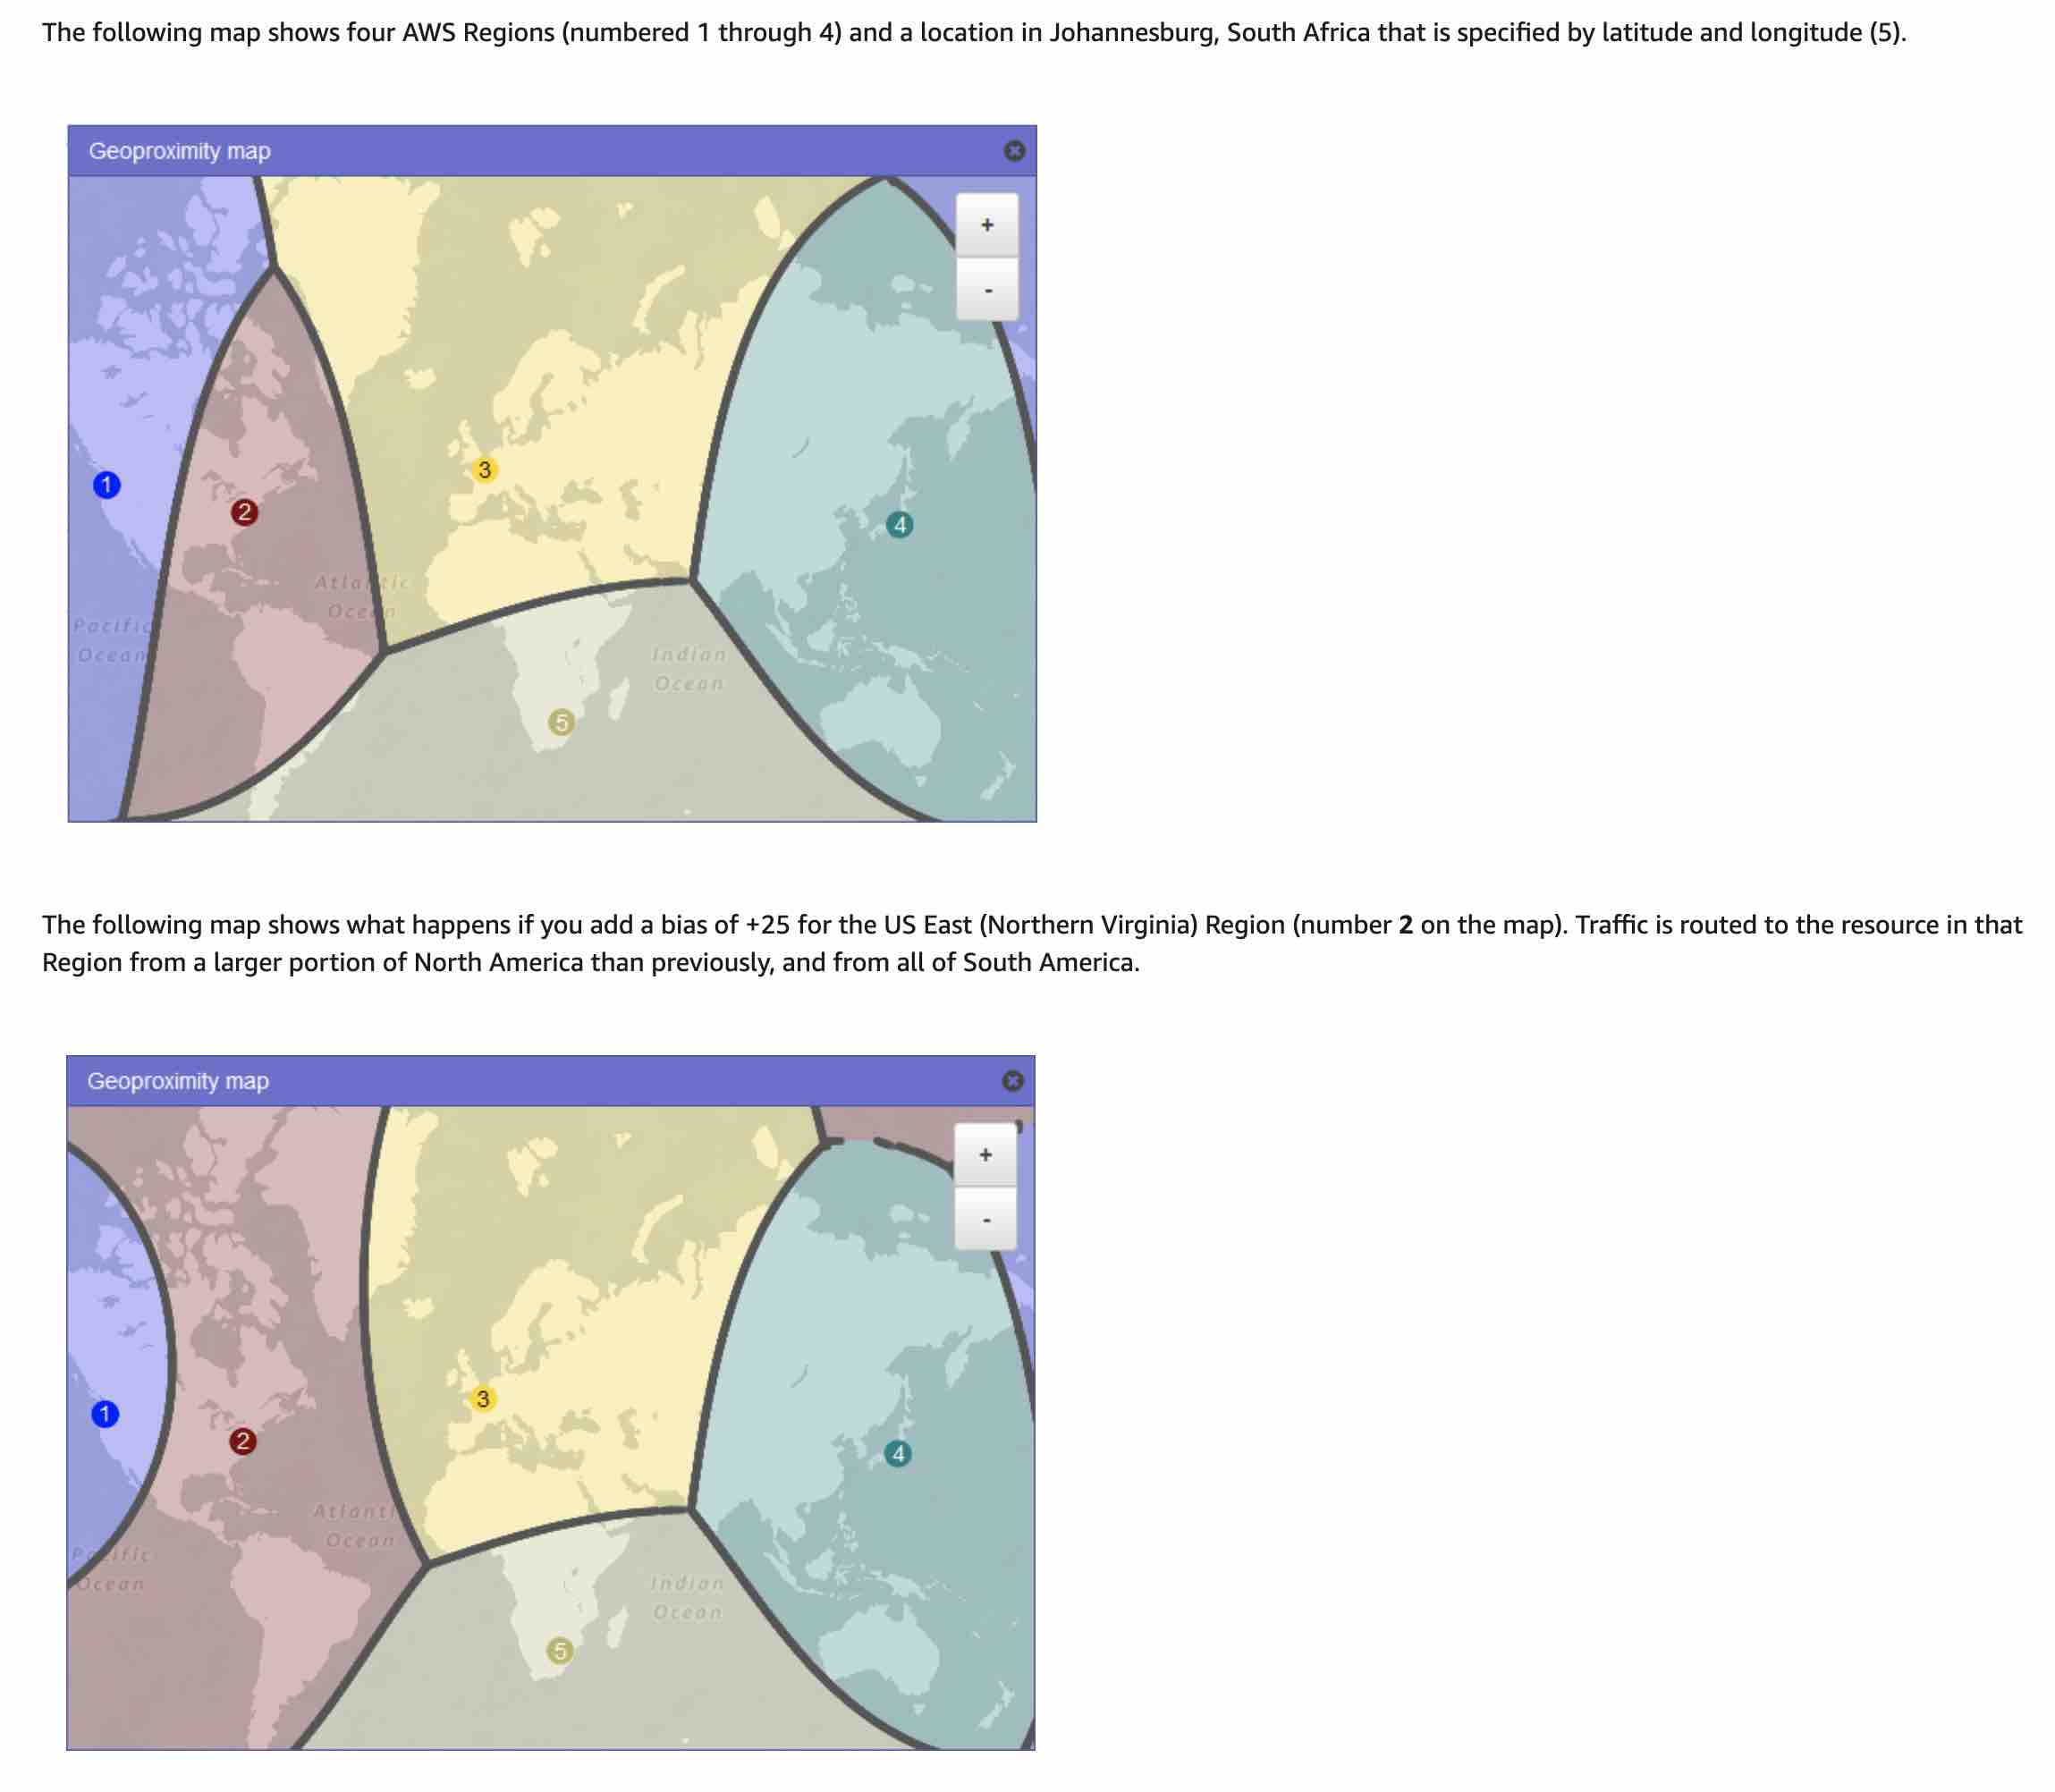 The following map shows four AWS Regions (numbered 1 through 4) and a location in Johannesburg, South Africa that is specified by latitude and longitude (5).
Geoproximity map
+
-
1
2
3
4
Atlantic
Ocean
Pacific
Ocean
Indian
Ocean
5
The following map shows what happens if you add a bias of +25 for the US East (Northern Virginia) Region (number 2 on the map). Traffic is routed to the resource in that
Region from a larger portion of North America than previously, and from all of South America.
Geoproximity map
+
-
3
1
2
4
Atlanti
Ocean
Pacific
Ocean
Indian
Ocean
5